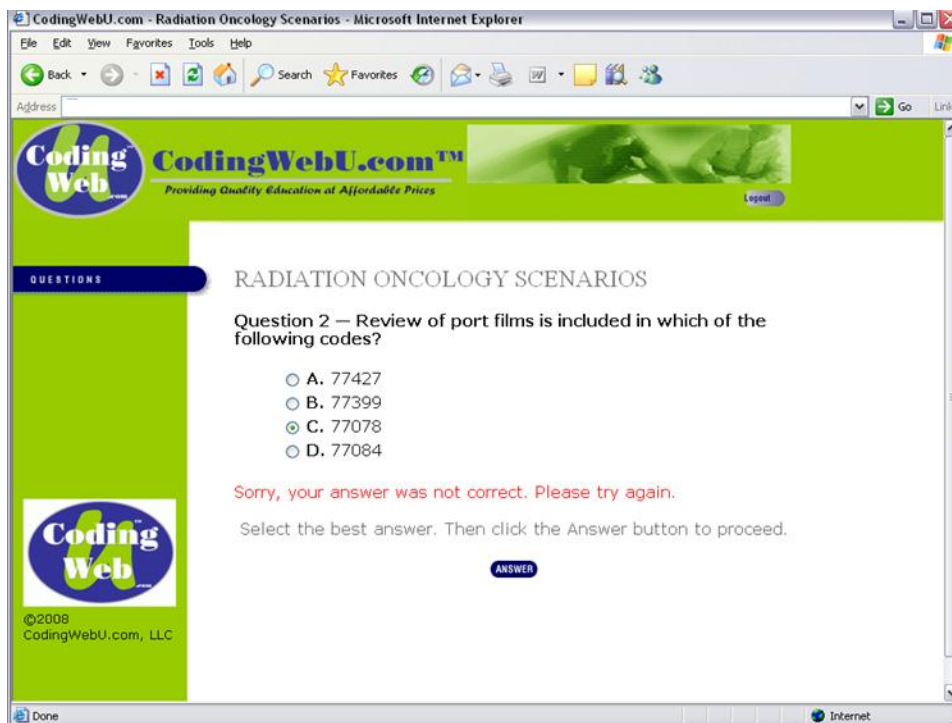 CodingWebU.com - Radiation Oncology Scenarios - Microsoft Internet Explorer
File Edit View Favorites Tools Help
Back Search Favorites
Address Go Link
Coding Web .com
CodingWebU.com™
Providing Quality Education at Affordable Prices
Logout
QUESTIONS
RADIATION ONCOLOGY SCENARIOS
Question 2 — Review of port films is included in which of the
following codes?
A. 77427
B. 77399
C. 77078
D. 77084
Sorry, your answer was not correct. Please try again.
Select the best answer. Then click the Answer button to proceed.
ANSWER
Coding™
Web .com
©2008
CodingWebU.com, LLC
Done Internet